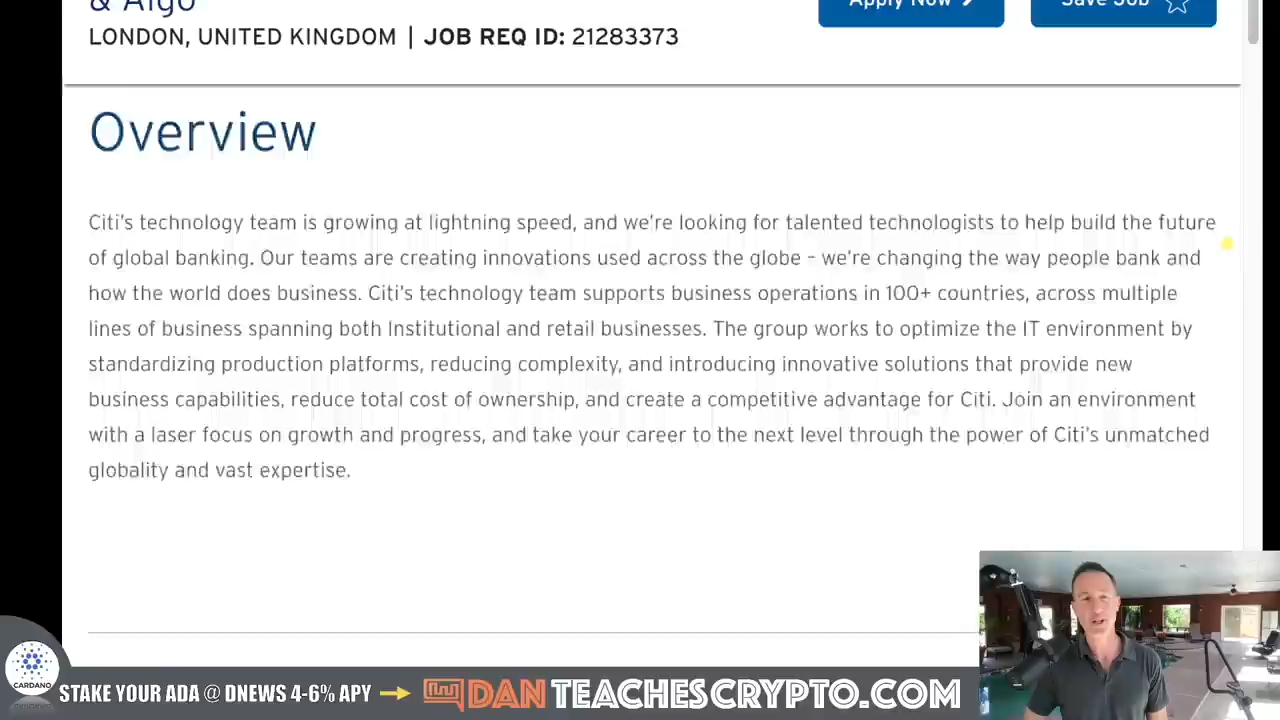 & Algo
Apply Now
Save Job
LONDON, UNITED KINGDOM | JOB REQ ID: 21283373
Overview
Citi's technology team is growing at lightning speed, and we're looking for talented technologists to help build the future
of global banking. Our teams are creating innovations used across the globe – we're changing the way people bank and
how the world does business. Citi's technology team supports business operations in 100+ countries, across multiple
lines of business spanning both Institutional and retail businesses. The group works to optimize the IT environment by
standardizing production platforms, reducing complexity, and introducing innovative solutions that provide new
business capabilities, reduce total cost of ownership, and create a competitive advantage for Citi. Join an environment
with a laser focus on growth and progress, and take your career to the next level through the power of Citi's unmatched
globality and vast expertise.
CARDANO
STAKE YOUR ADA @ DNEWS 4-6% APY
DANTEACHESCRYPTO.COM